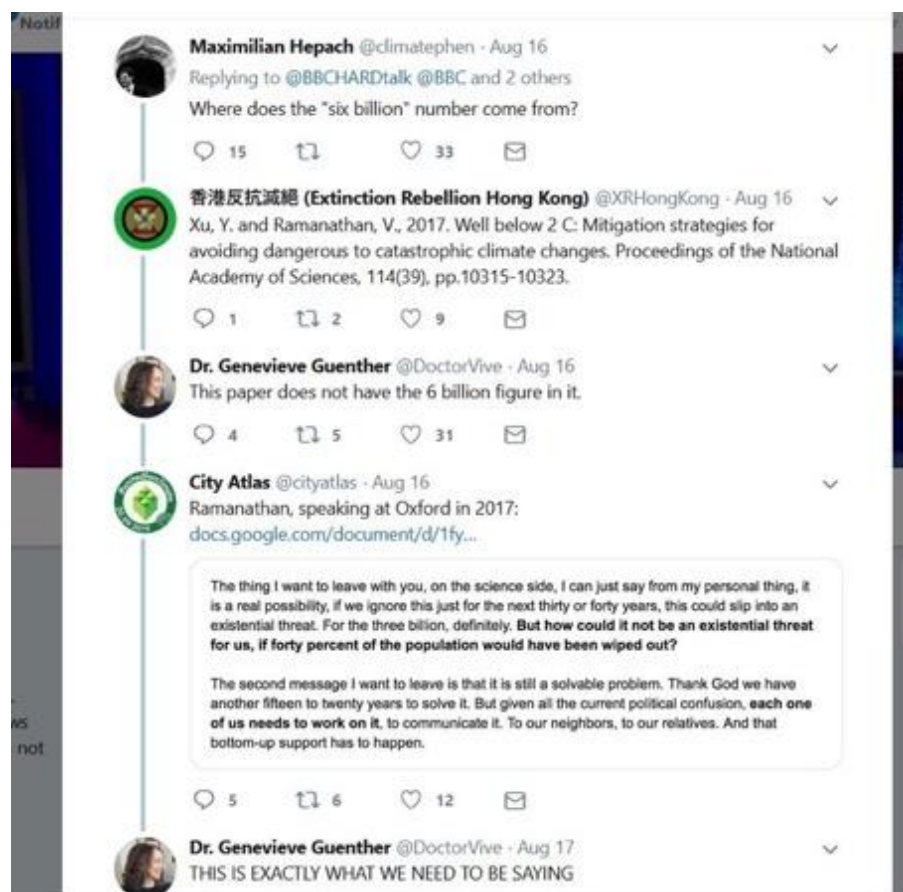 Notif
Maximilian Hepach @climatephen · Aug 16
Replying to @BBCHARDtalk @BBC and 2 others
Where does the "six billion" number come from?
15 33
香港反抗滅絕 (Extinction Rebellion Hong Kong) @XRHongKong · Aug 16
Xu, Y. and Ramanathan, V., 2017. Well below 2 C: Mitigation strategies for
avoiding dangerous to catastrophic climate changes. Proceedings of the National
Academy of Sciences, 114(39), pp.10315-10323.
1 2 9
Dr. Genevieve Guenther @DoctorVive · Aug 16
This paper does not have the 6 billion figure in it.
4 5 31
City Atlas @cityatlas · Aug 16
Ramanathan, speaking at Oxford in 2017:
docs.google.com/document/d/1fy...
The thing I want to leave with you, on the science side, I can just say from my personal thing, it
is a real possibility, if we ignore this just for the next thirty or forty years, this could slip into an
existential threat. For the three billion, definitely. But how could it not be an existential threat
for us, if forty percent of the population would have been wiped out?
The second message I want to leave is that it is still a solvable problem. Thank God we have
another fifteen to twenty years to solve it. But given all the current political confusion, each one
of us needs to work on it, to communicate it. To our neighbors, to our relatives. And that
bottom-up support has to happen.
ws
not
5 6 12
Dr. Genevieve Guenther @DoctorVive · Aug 17
THIS IS EXACTLY WHAT WE NEED TO BE SAYING